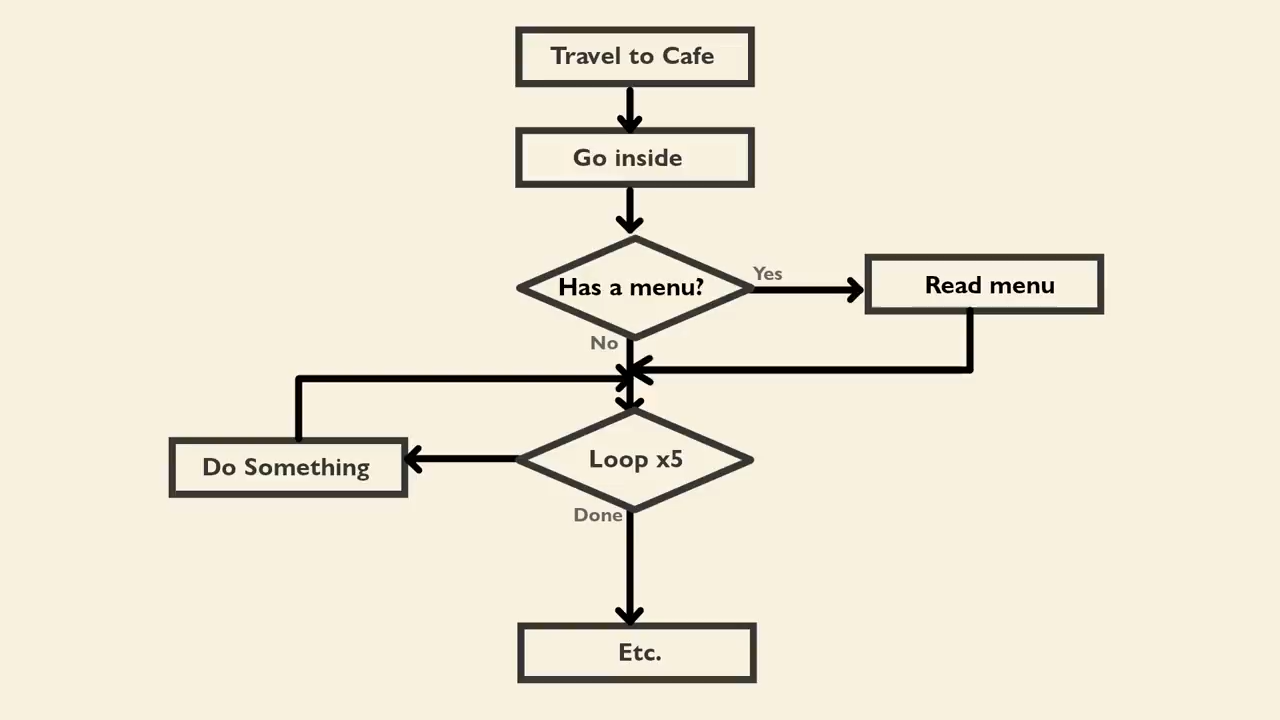 Travel to Cafe
Go inside
Has a menu?
Yes
Read menu
No
Do Something
Loop x5
Done
Etc.